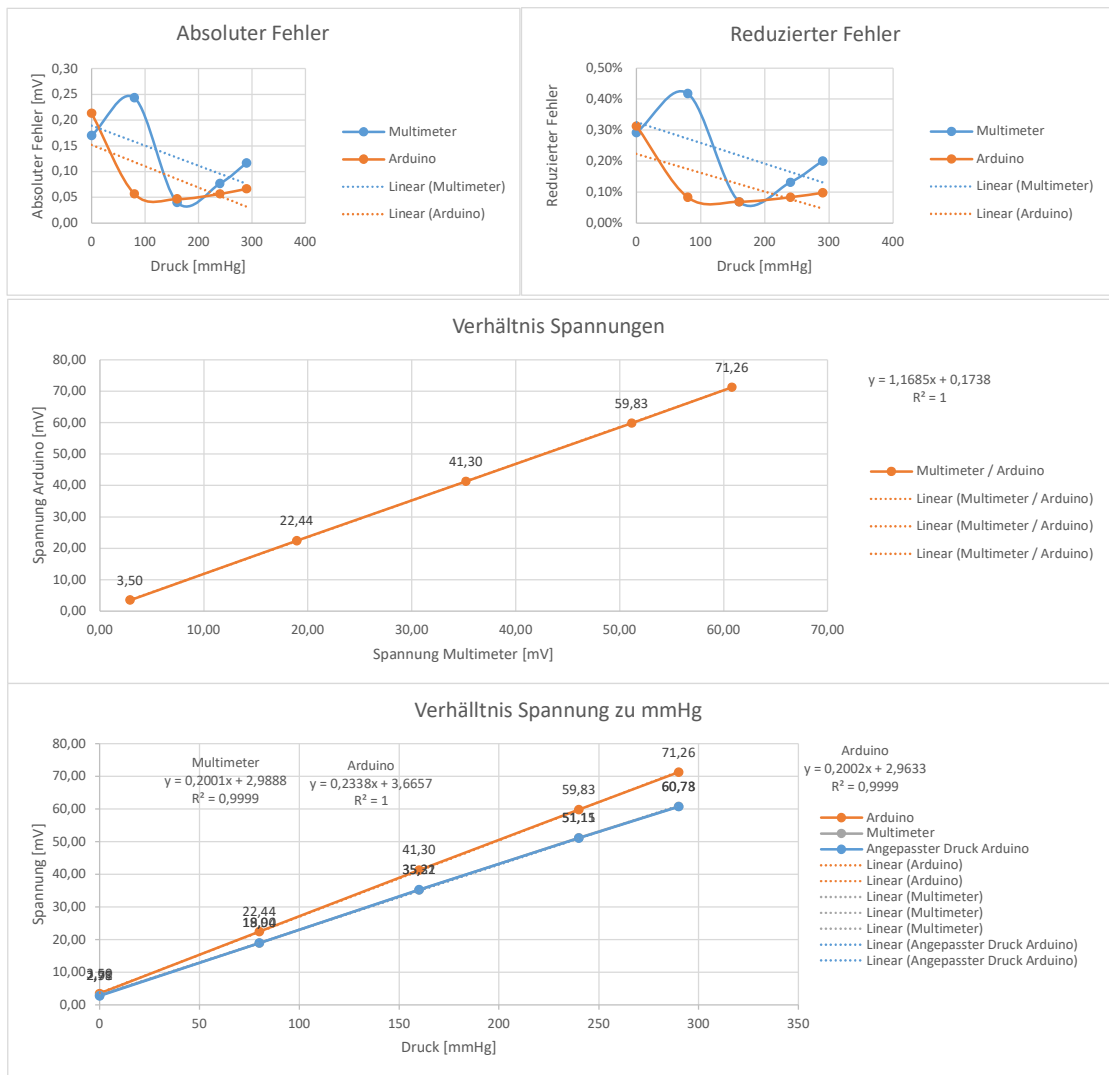 Absoluter Fehler
0,30
0,25
0,20
0,15
0,10
0,05
0,00
Absoluter Fehler [mV]
0 100 200 300 400
Druck [mmHg]
Multimeter
Arduino
Linear (Multimeter)
Linear (Arduino)
Reduzierter Fehler
0,50%
0,40%
0,30%
0,20%
0,10%
0,00%
Reduzierter Fehler
0 100 200 300 400
Druck [mmHg]
Multimeter
Arduino
Linear (Multimeter)
Linear (Arduino)
Verhältnis Spannungen
80,00
70,00
60,00
50,00
40,00
30,00
20,00
10,00
0,00
Spannung Arduino [mV]
3,50
22,44
41,30
59,83
71,26
0,00 10,00 20,00 30,00 40,00 50,00 60,00 70,00
Spannung Multimeter [mV]
y = 1,1685x + 0,1738
R² = 1
Multimeter / Arduino
Linear (Multimeter / Arduino)
Linear (Multimeter / Arduino)
Linear (Multimeter / Arduino)
Verhälltnis Spannung zu mmHg
80,00
70,00
60,00
50,00
40,00
30,00
20,00
10,00
0,00
Spannung [mV]
Multimeter
y = 0,2001x + 2,9888
R² = 0,9999
Arduino
y = 0,2338x + 3,6657
R² = 1
22,44
41,30
59,83
71,26
0 50 100 150 200 250 300 350
Druck [mmHg]
Arduino
y = 0,2002x + 2,9633
R² = 0,9999
Arduino
Multimeter
Angepasster Druck Arduino
Linear (Arduino)
Linear (Arduino)
Linear (Multimeter)
Linear (Multimeter)
Linear (Multimeter)
Linear (Angepasster Druck Arduino)
Linear (Angepasster Druck Arduino)